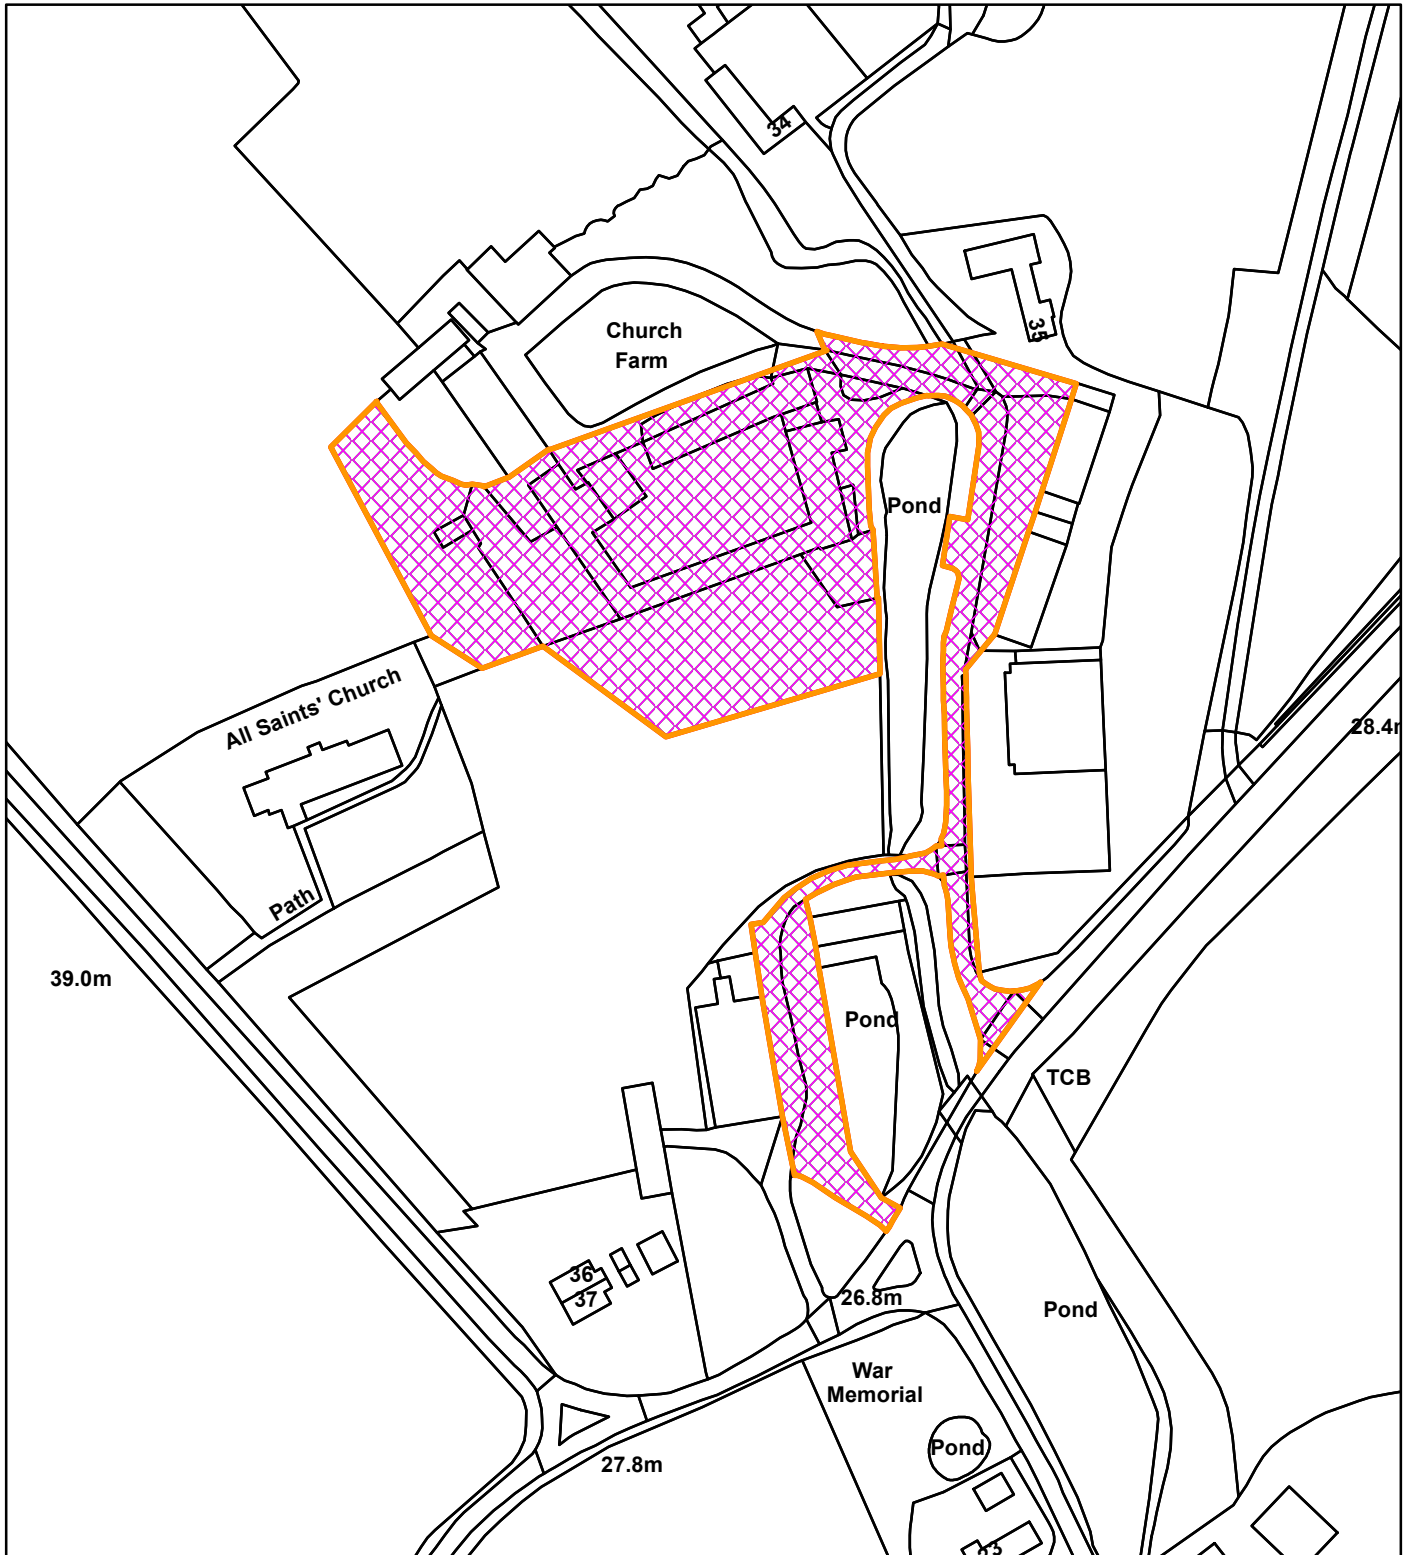 34
Church
Farm
35
Pond
All Saints' Church
28.4m
Path
39.0m
Pond
TCB
36
37
26.8m
Pond
War
Memorial
Pond
27.8m
33